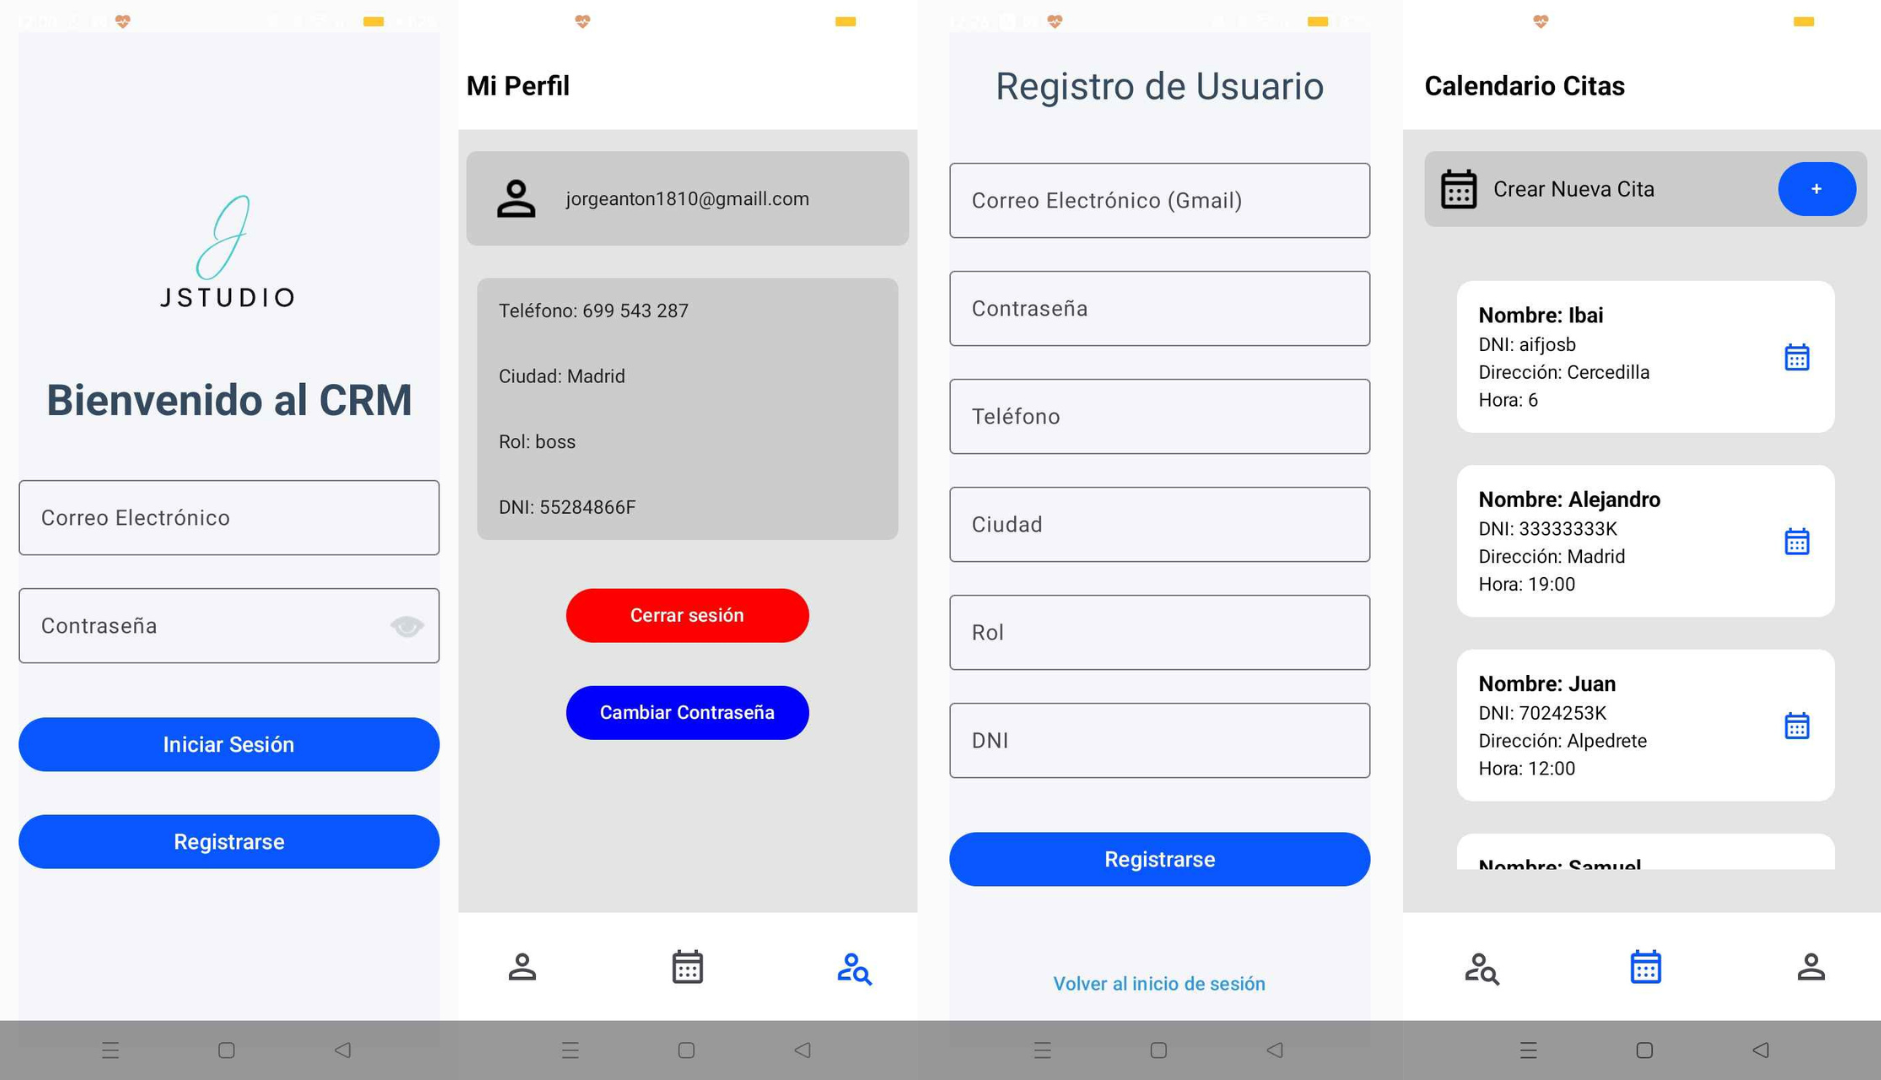 JSTUDIO
Bienvenido al CRM
Correo Electrónico
Contraseña
Iniciar Sesión
Registrarse
Mi Perfil
jorgeanton1810@gmaill.com
Teléfono: 699 543 287
Ciudad: Madrid
Rol: boss
DNI: 55284866F
Cerrar sesión
Cambiar Contraseña
Registro de Usuario
Correo Electrónico (Gmail)
Contraseña
Teléfono
Ciudad
Rol
DNI
Registrarse
Volver al inicio de sesión
Calendario Citas
Crear Nueva Cita
+
Nombre: Ibai
DNI: aifjosb
Dirección: Cercedilla
Hora: 6
Nombre: Alejandro
DNI: 33333333K
Dirección: Madrid
Hora: 19:00
Nombre: Juan
DNI: 7024253K
Dirección: Alpedrete
Hora: 12:00
Nombre: Samuel